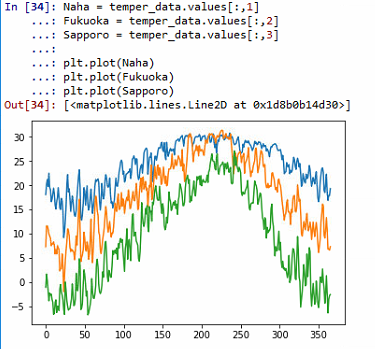 In [34]: Naha = temper_data.values[:,1]
    ...: Fukuoka = temper_data.values[:,2]
    ...: Sapporo = temper_data.values[:,3]
    ...:
    ...: plt.plot(Naha)
    ...: plt.plot(Fukuoka)
    ...: plt.plot(Sapporo)
Out[34]: [<matplotlib.lines.Line2D at 0x1d8b0b14d30>]
30
25
20
15
10
5
0
−5
0 50 100 150 200 250 300 350